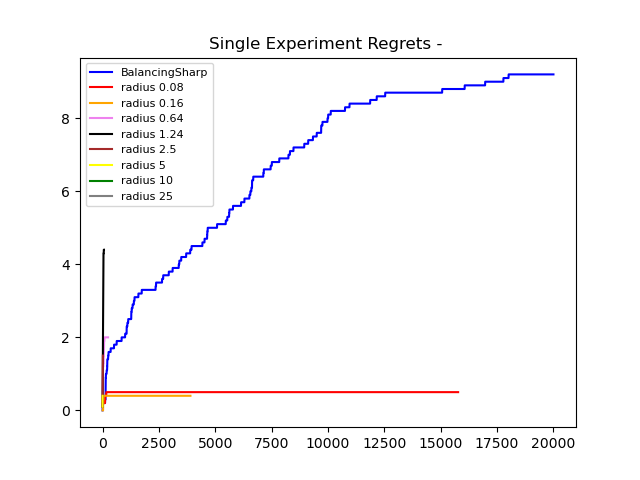 Single Experiment Regrets -
BalancingSharp
radius 0.08
radius 0.16
radius 0.64
radius 1.24
radius 2.5
radius 5
radius 10
radius 25
8
6
4
2
0
0 2500 5000 7500 10000 12500 15000 17500 20000